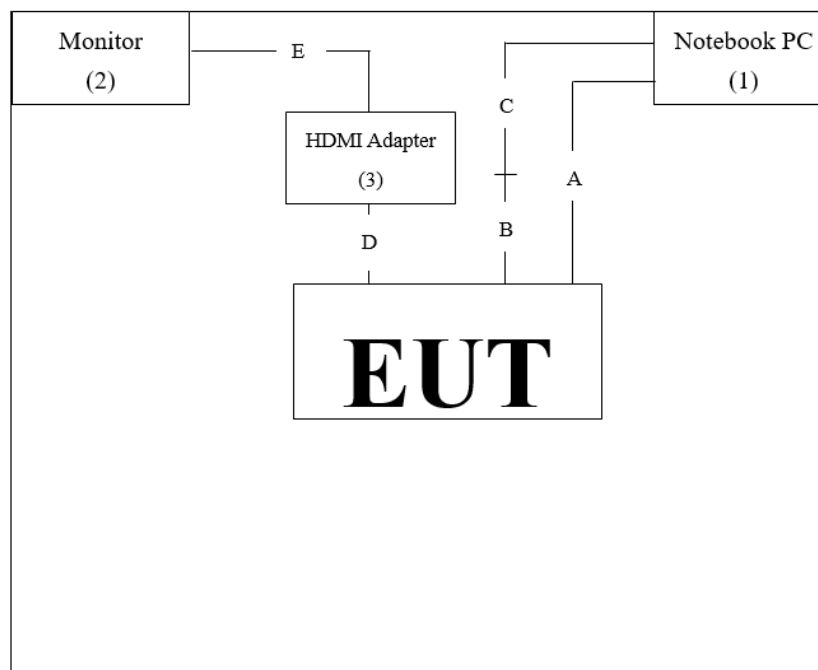 Monitor
(2)
E
Notebook PC
(1)
C
HDMI Adapter
(3)
A
B
D
EUT